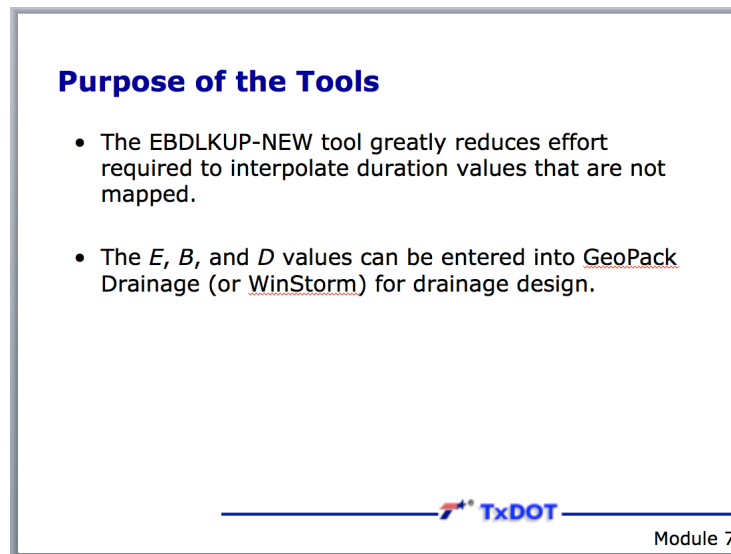 Purpose of the Tools
• The EBDLKUP-NEW tool greatly reduces effort
required to interpolate duration values that are not
mapped.
• The E, B, and D values can be entered into GeoPack
Drainage (or WinStorm) for drainage design.
TxDOT
Module 7